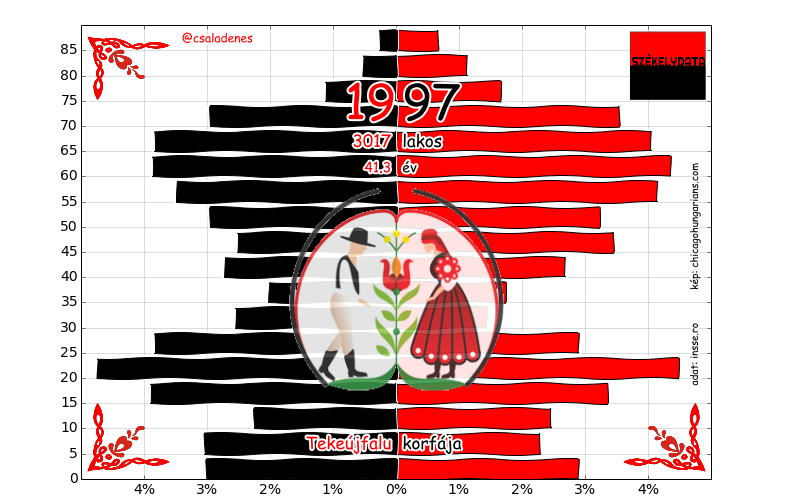 @csaladenes
SZÉKELYDATA
1997
3017 lakos
41,3 év
kép: chicagohungarians.com
adat: insse.ro
Tekeújfalu korfája
85
80
75
70
65
60
55
50
45
40
35
30
25
20
15
10
5
0
4% 3% 2% 1% 0% 1% 2% 3% 4%